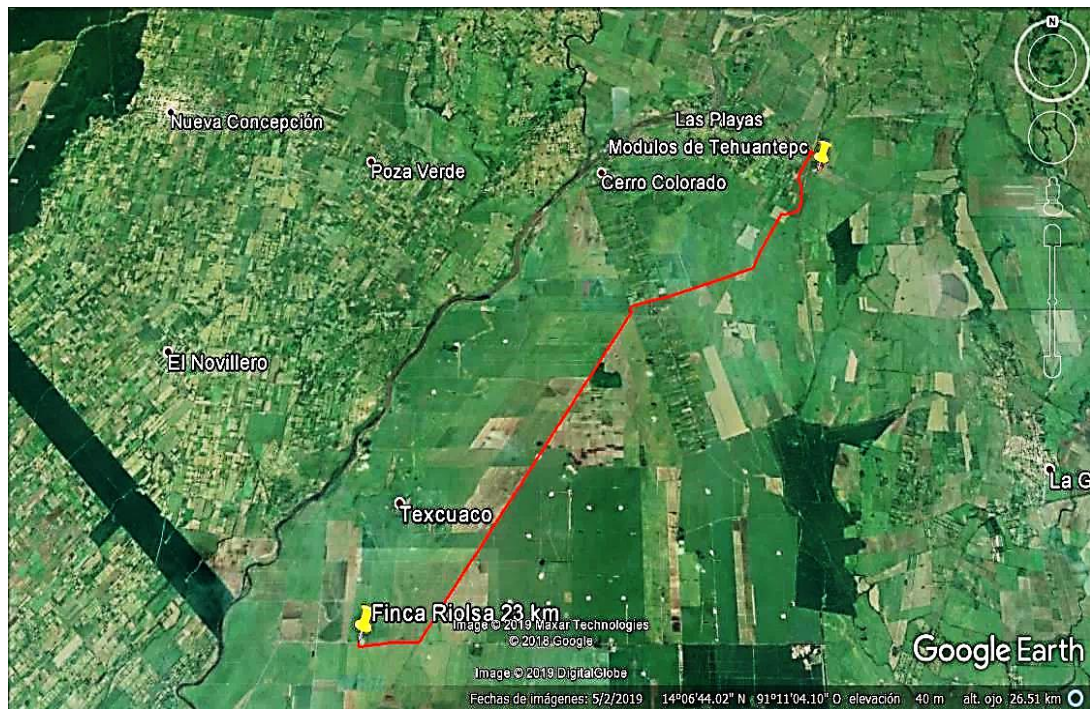 N
Nueva Concepción
Las Playas
Modulos de Tehuantepc
Poza Verde
Cerro Colorado
El Novillero
La G
Texcuaco
Finca Riolsa 23 km
Image © 2019 Maxar Technologies
© 2018 Google
Image © 2019 DigitalGlobe
Google Earth
Fechas de imágenes: 5/2/2019 14°06'44.02" N 91°11'04.10" O elevación 40 m alt. ojo 26.51 km